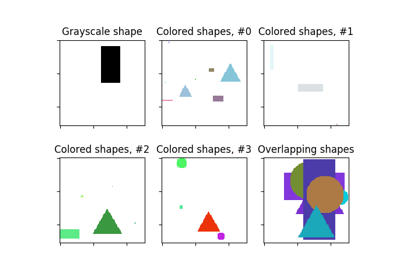 Grayscale shape
Colored shapes, #0
Colored shapes, #1
Colored shapes, #2
Colored shapes, #3
Overlapping shapes